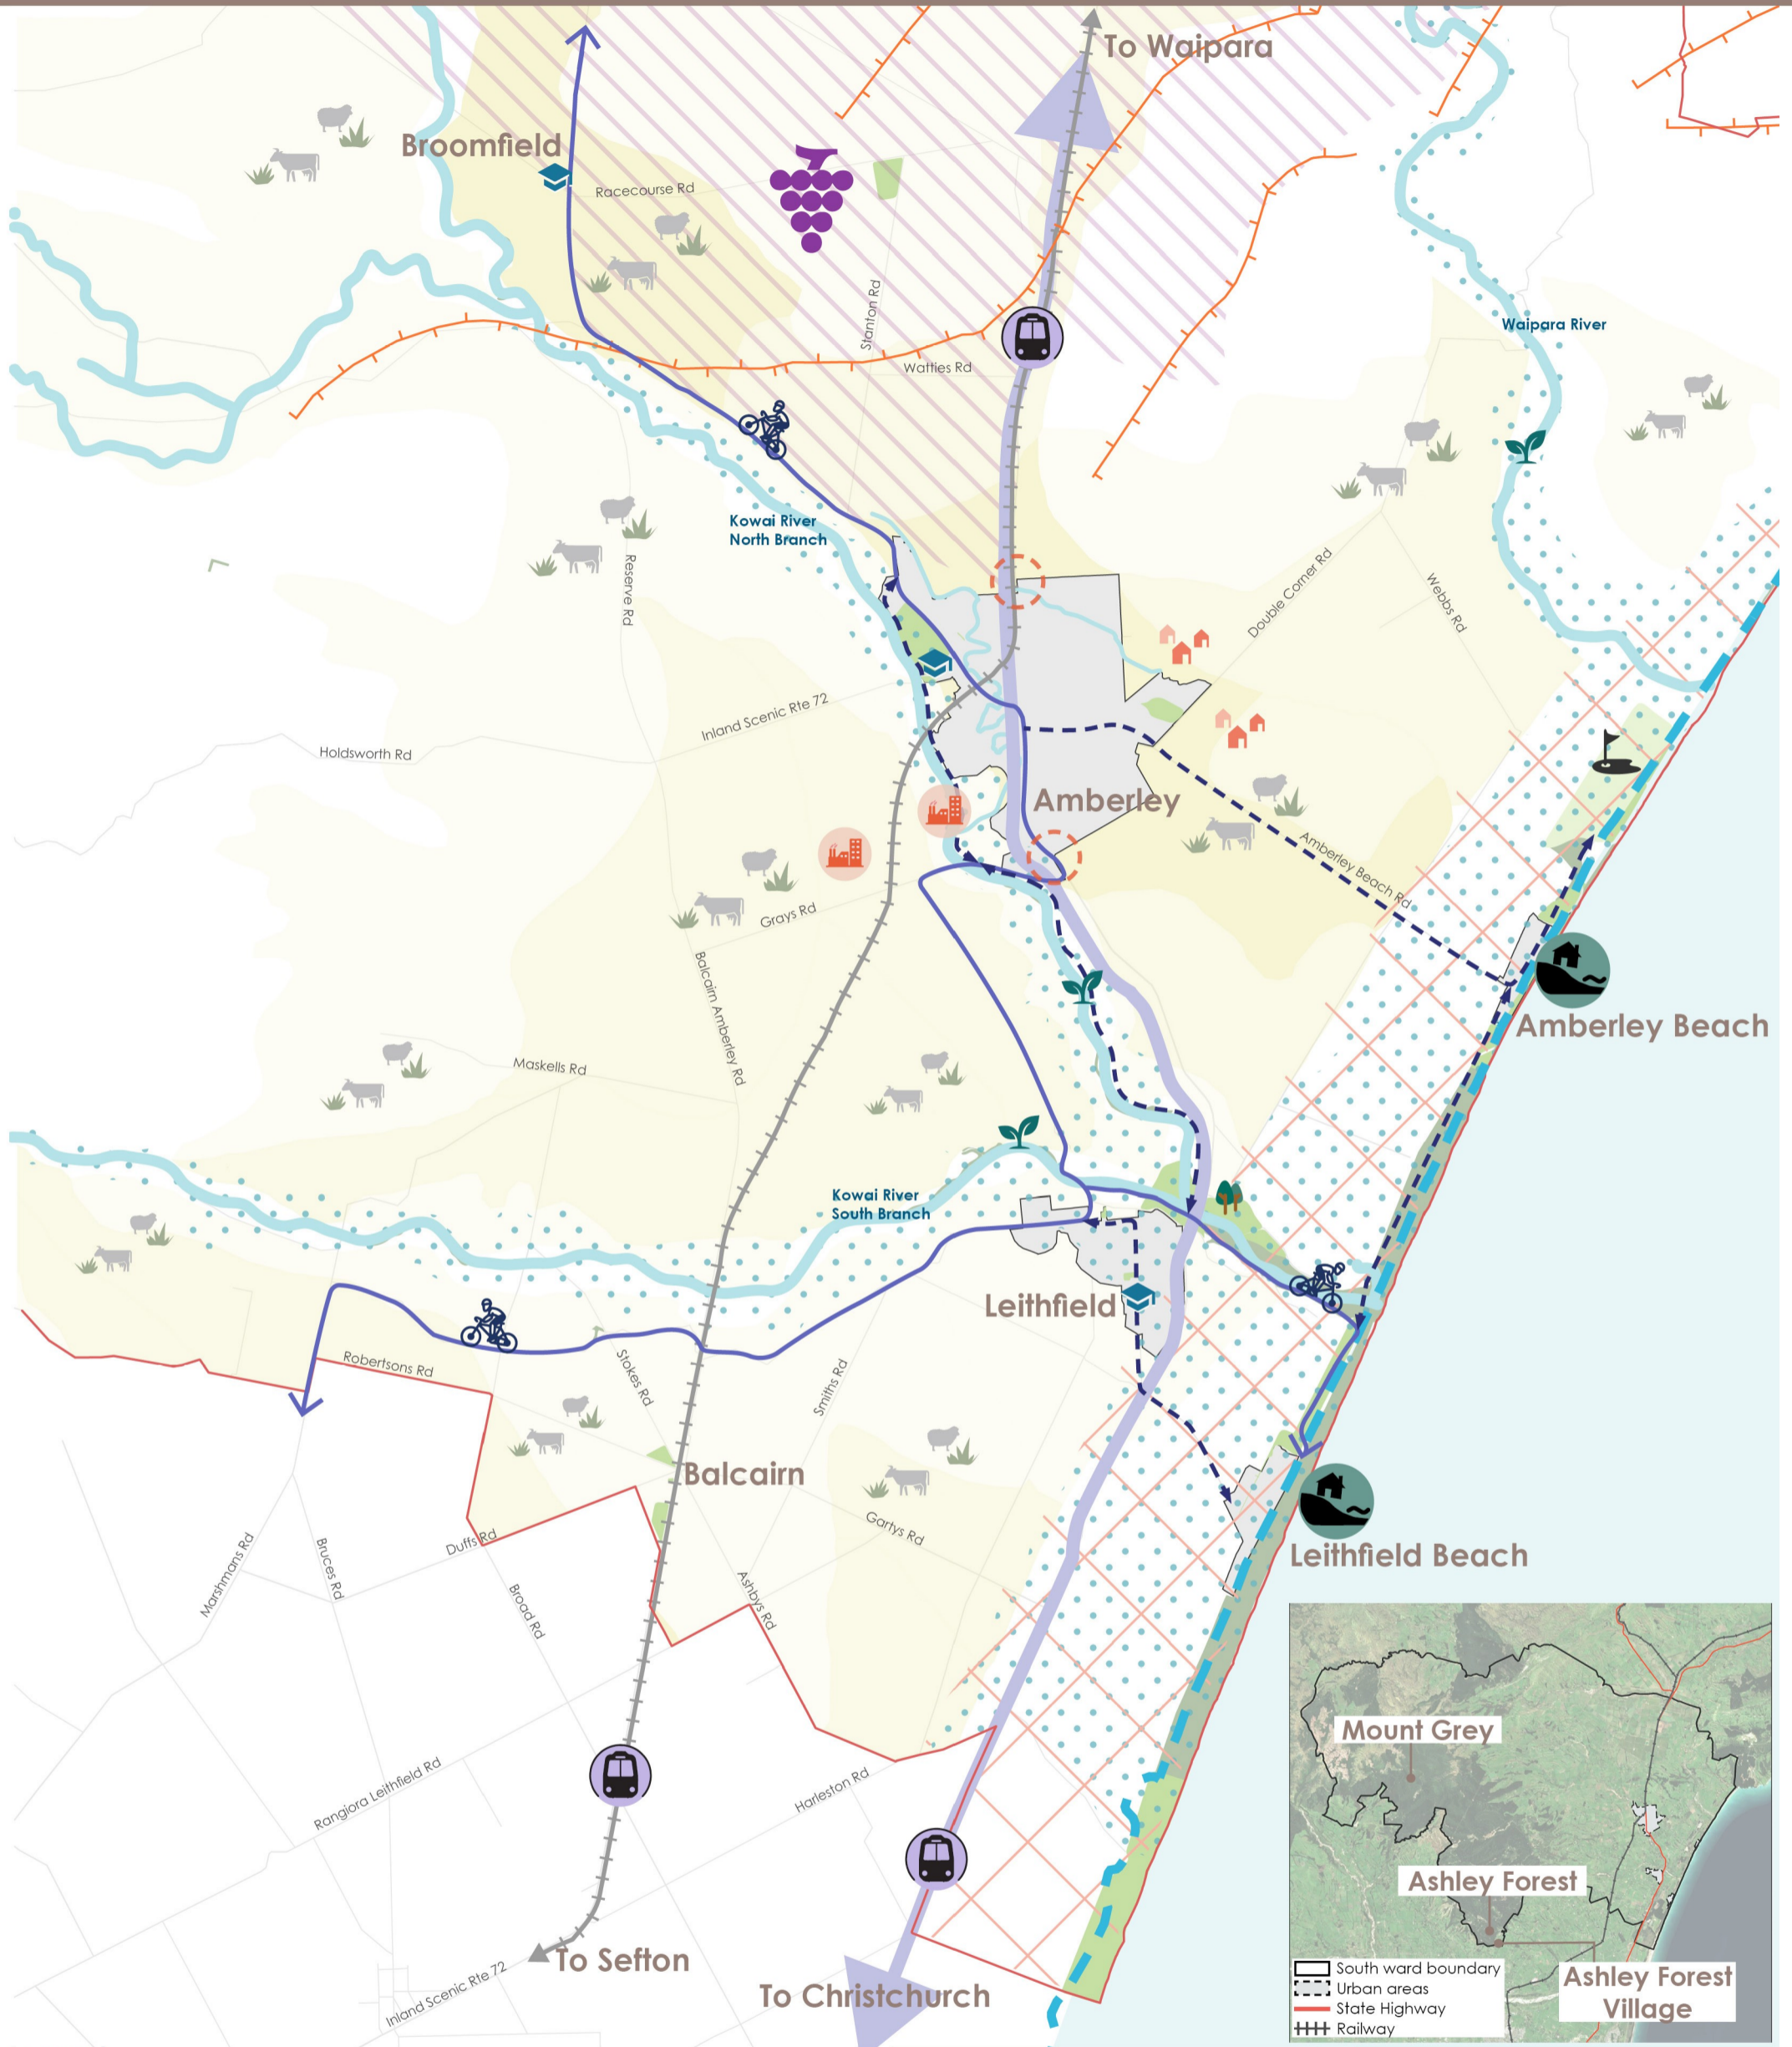 To Waipara
Broomfield
Racecourse Rd
Stanton Rd
Waipara River
Watties Rd
Kowai River
North Branch
Reserve Rd
Double Corner Rd
Webbs Rd
Inland Scenic Rte 72
Holdsworth Rd
Amberley
Amberley Beach Rd
Grays Rd
Balcairn Amberley Rd
Amberley Beach
Maskells Rd
Kowai River
South Branch
Leithfield
Robertsons Rd
Stokes Rd
Smiths Rd
Balcairn
Gartys Rd
Marshmans Rd
Bruces Rd
Duffs Rd
Broad Rd
Ashbys Rd
Leithfield Beach
Rangiora Leithfield Rd
Harleston Rd
To Sefton
Inland Scenic Rte 72
To Christchurch
Mount Grey
Ashley Forest
Ashley Forest
Village
South ward boundary
Urban areas
State Highway
Railway